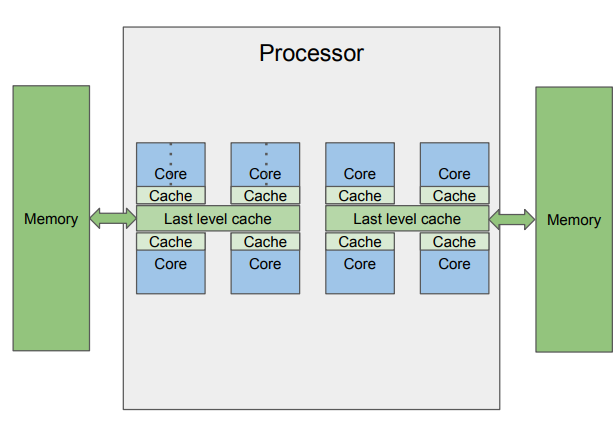 Processor
Core Core Core Core
Cache Cache Cache Cache
Memory Last level cache Last level cache Memory
Cache Cache Cache Cache
Core Core Core Core